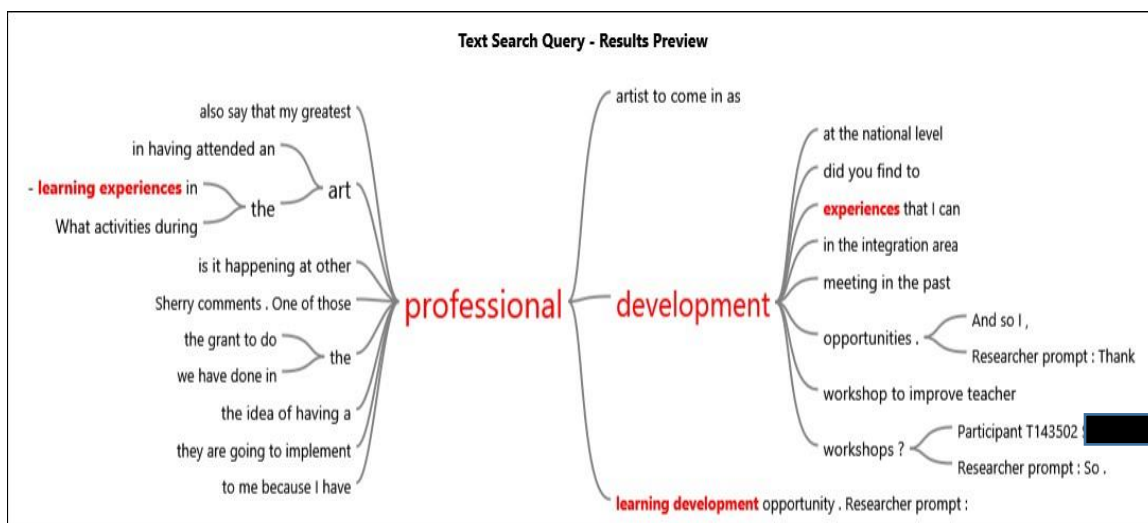 Text Search Query - Results Preview
also say that my greatest
in having attended an
- learning experiences in
What activities during
the
art
is it happening at other
Sherry comments . One of those
the grant to do
we have done in
the
the idea of having a
they are going to implement
to me because I have
professional
artist to come in as
development
at the national level
did you find to
experiences that I can
in the integration area
meeting in the past
opportunities .
And so I ,
Researcher prompt : Thank
workshop to improve teacher
workshops ?
Participant T143502
Researcher prompt : So .
learning development opportunity . Researcher prompt :